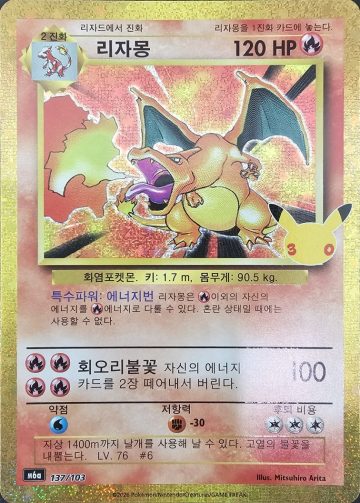 리자드에서 진화
리자몽을 1진화 카드에 놓는다.
2 진화
리자몽
120 HP
30
화염포켓몬. 키: 1.7 m, 몸무게: 90.5 kg.
특수파워: 에너지번 리자몽은 이외의 자신의
에너지를 에너지로 다룰 수 있다. 혼란 상태일 때에는
사용할 수 없다.
회오리불꽃 자신의 에너지 100
카드를 2장 떼어내서 버린다.
약점
저항력
후퇴 비용
-30
지상 1400m까지 날개를 사용해 날 수 있다. 고열의 불꽃을
내뿜는다. LV. 76 #6
m6a 137/103
Illus. Mitsuhiro Arita
©2026 Pokémon/Nintendo/Creatures/GAME FREAK.